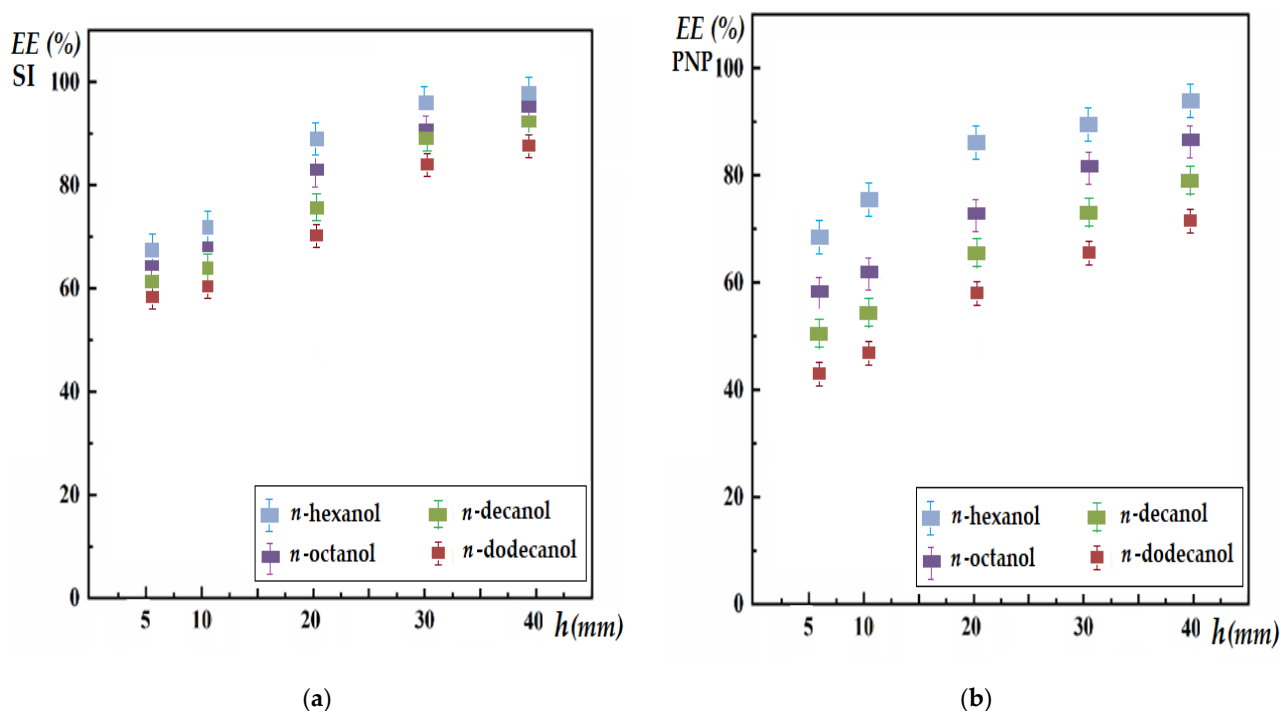 EE (%)
SI
100
80
60
40
20
0
5 10 20 30 40 h(mm)
n-hexanol n-decanol
n-octanol n-dodecanol
(a)
EE (%)
PNP
100
80
60
40
20
0
5 10 20 30 40 h(mm)
n-hexanol n-decanol
n-octanol n-dodecanol
(b)